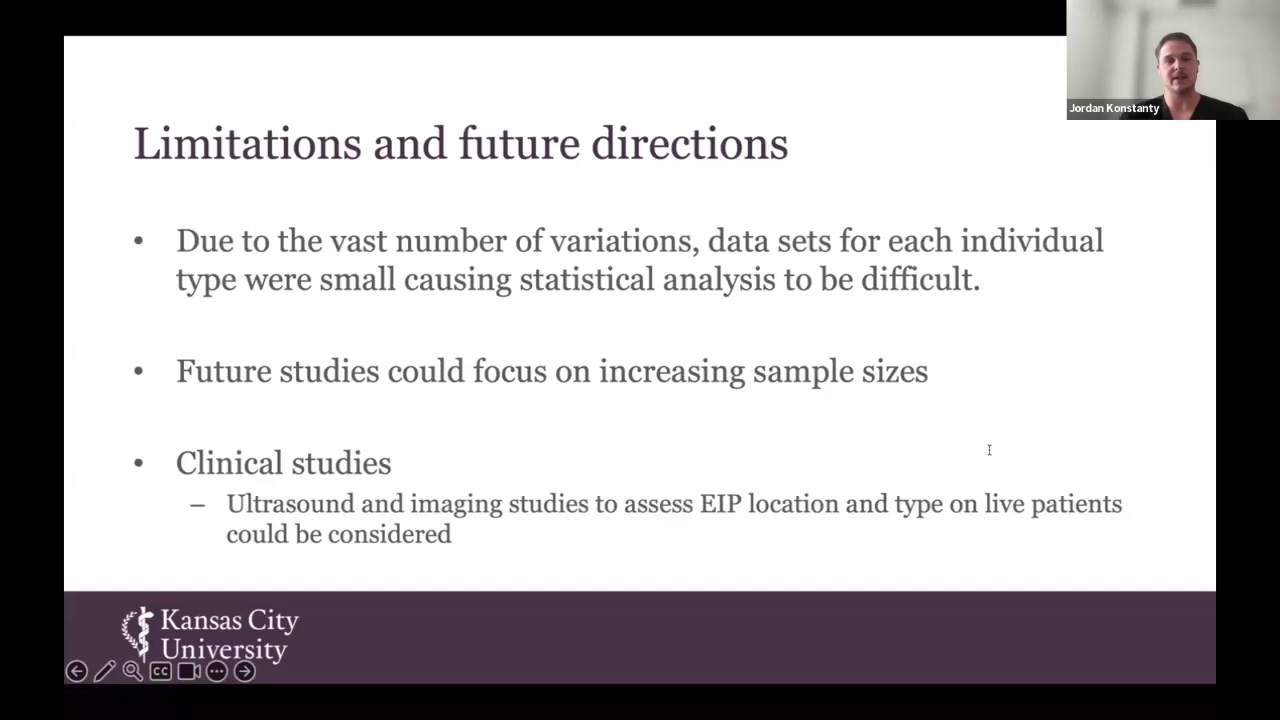 Jordan Konstanty
Limitations and future directions
• Due to the vast number of variations, data sets for each individual
type were small causing statistical analysis to be difficult.
• Future studies could focus on increasing sample sizes
• Clinical studies
– Ultrasound and imaging studies to assess EIP location and type on live patients
could be considered
Kansas City
University
CC